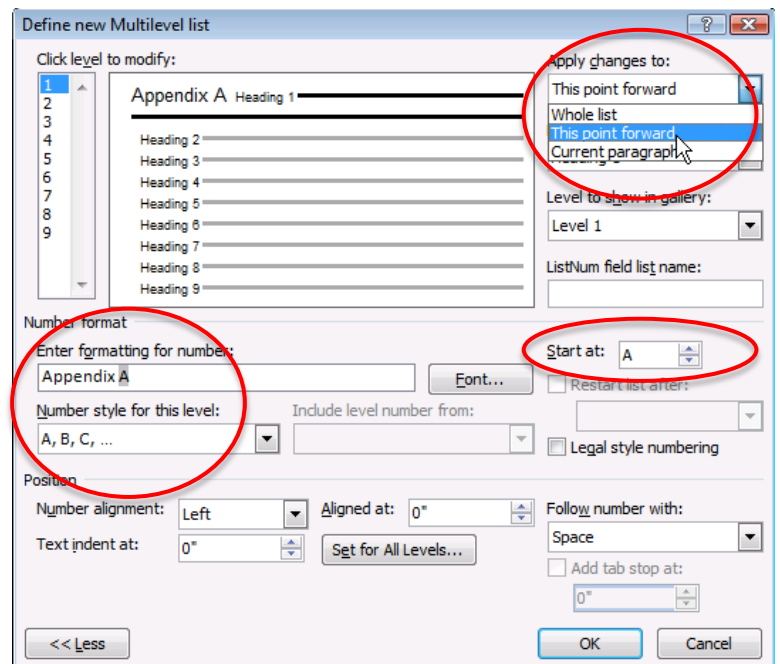 Define new Multilevel list
Click level to modify:
1
2
3
4
5
6
7
8
9
Appendix A Heading 1
Heading 2
Heading 3
Heading 4
Heading 5
Heading 6
Heading 7
Heading 8
Heading 9
Apply changes to:
This point forward
Whole list
This point forward
Current paragraph
Level to show in gallery:
Level 1
ListNum field list name:
Number format
Enter formatting for number:
Appendix A
Font...
Number style for this level:
A, B, C, ...
Include level number from:
Start at: A
Restart list after:
Legal style numbering
Position
Number alignment: Left
Aligned at: 0"
Text indent at: 0"
Set for All Levels...
Follow number with:
Space
Add tab stop at:
0"
<< Less
OK
Cancel